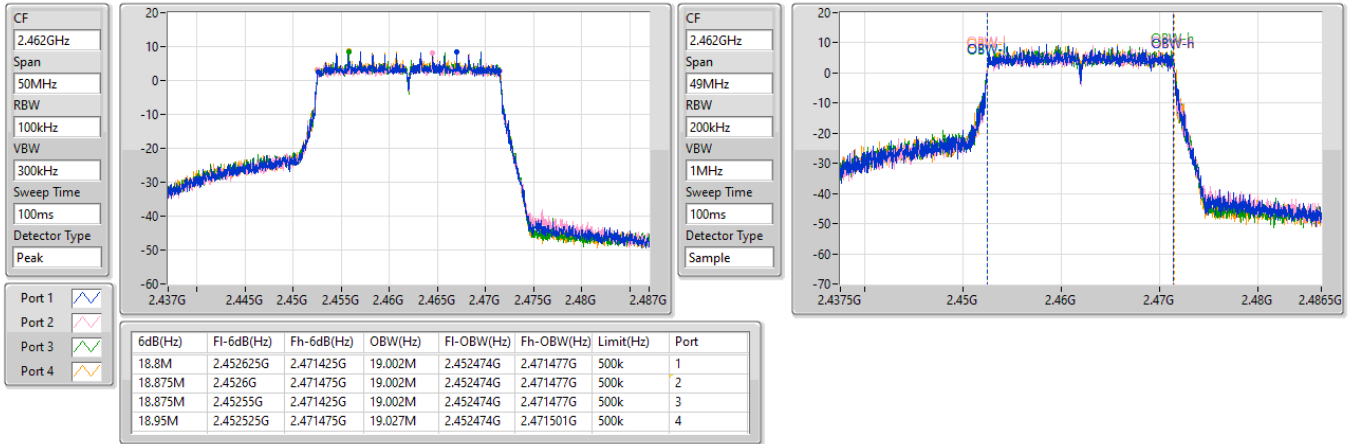 CF
2.462GHz
Span
50MHz
RBW
100kHz
VBW
300kHz
Sweep Time
100ms
Detector Type
Peak
20
10
0
-10
-20
-30
-40
-50
-60
2.437G 2.445G 2.45G 2.455G 2.46G 2.465G 2.47G 2.475G 2.48G 2.487G
CF
2.462GHz
Span
49MHz
RBW
200kHz
VBW
1MHz
Sweep Time
100ms
Detector Type
Sample
20
10
0
-10
-20
-30
-40
-50
-60
-70
OBW-h
OBW-h
2.4375G 2.45G 2.46G 2.47G 2.48G 2.4865G
Port 1
Port 2
Port 3
Port 4
6dB(Hz) Fl-6dB(Hz) Fh-6dB(Hz) OBW(Hz) Fl-OBW(Hz) Fh-OBW(Hz) Limit(Hz) Port
18.8M 2.452625G 2.471425G 19.002M 2.452474G 2.471477G 500k 1
18.875M 2.4526G 2.471475G 19.002M 2.452474G 2.471477G 500k 2
18.875M 2.45255G 2.471425G 19.002M 2.452474G 2.471477G 500k 3
18.95M 2.452525G 2.471475G 19.027M 2.452474G 2.471501G 500k 4